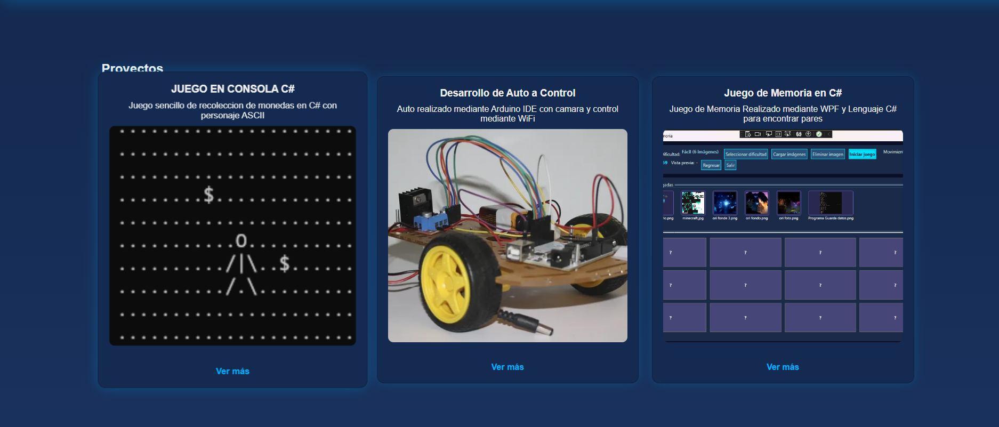 Proyectos
JUEGO EN CONSOLA C#
Juego sencillo de recoleccion de monedas en C# con
personaje ASCII
$
O
/|\ $
/ \
Ver más
Desarrollo de Auto a Control
Auto realizado mediante Arduino IDE con camara y control
mediante WiFi
Ver más
Juego de Memoria en C#
Juego de Memoria Realizado mediante WPF y Lenguaje C#
para encontrar pares
moria
ificultad: Fácil (6 imágenes) Seleccionar dificultad Cargar imágenes Eliminar imagen Iniciar juego Movimient
59 Vista previa: - Regresar Salir
gadas
io.png minecraft.jpg ori fonde 3.png ori fondo.png ori foto.png Programa Guarda datos.png
? ? ? ?
? ? ? ?
? ? ? ?
Ver más